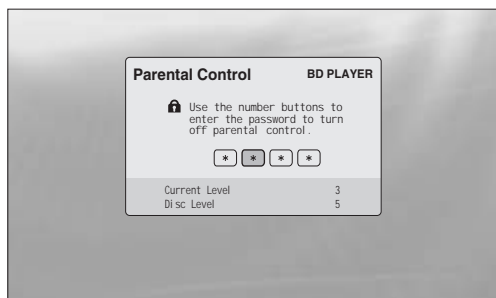 Parental Control BD PLAYER
Use the number buttons to
enter the password to turn
off parental control.
* * * *
Current Level 3
Disc Level 5